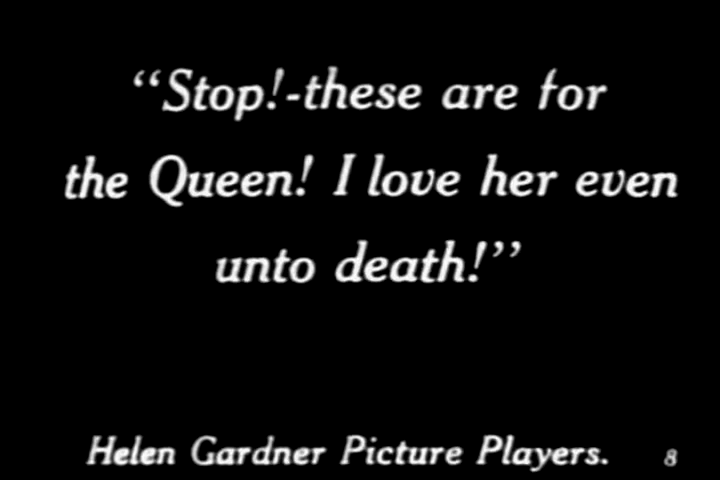 “Stop!-these are for
the Queen! I love her even
unto death!”
Helen Gardner Picture Players. 8